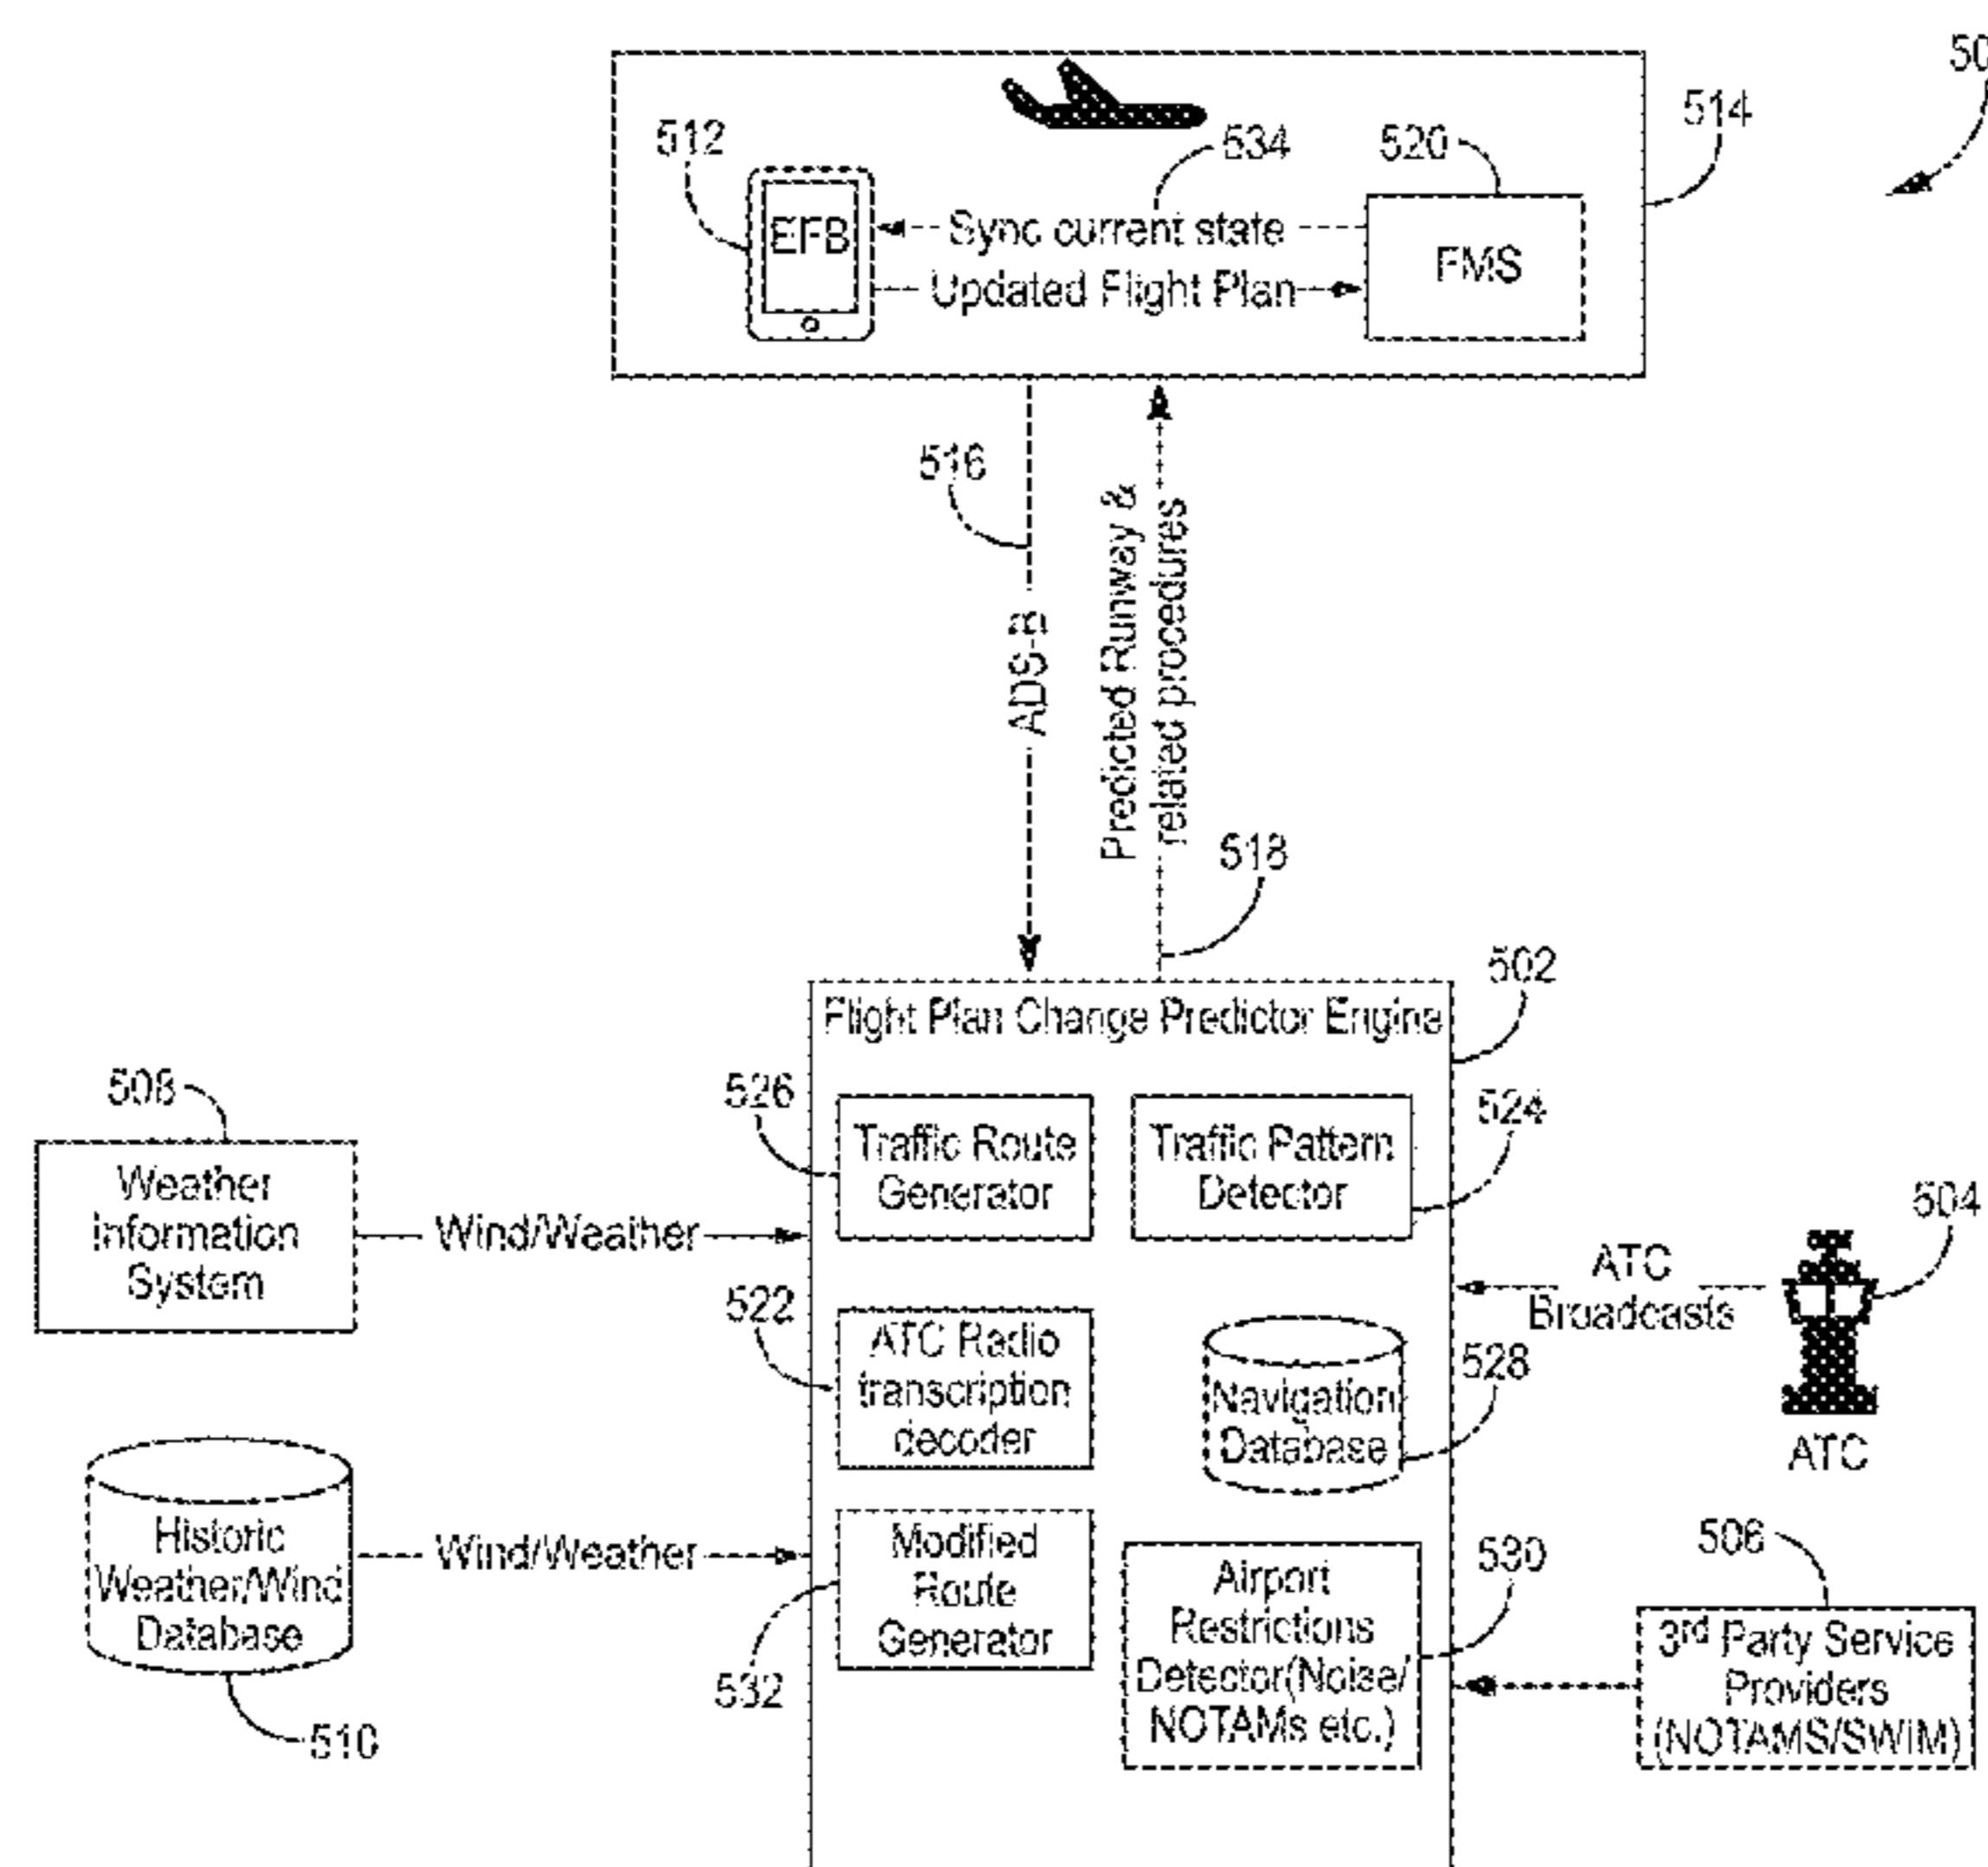 50
514
512
534
520
EFB
Sync current state
Updated Flight Plan
FMS
516
ADS-B
Predicted Runway &
related procedures
518
502
Flight Plan Change Predictor Engine
508
Weather
Information
System
Wind/Weather
526
Traffic Route
Generator
Traffic Pattern
Detector
524
504
ATC
Broadcasts
ATC
522
ATC Radio
transcription
decoder
Navigation
Database
528
Historic
Weather/Wind
Database
510
Wind/Weather
Modified
Route
Generator
532
Airport
Restrictions
Detector(Noise/
NOTAMs etc.)
530
506
3rd Party Service
Providers
(NOTAMS/SWIM)